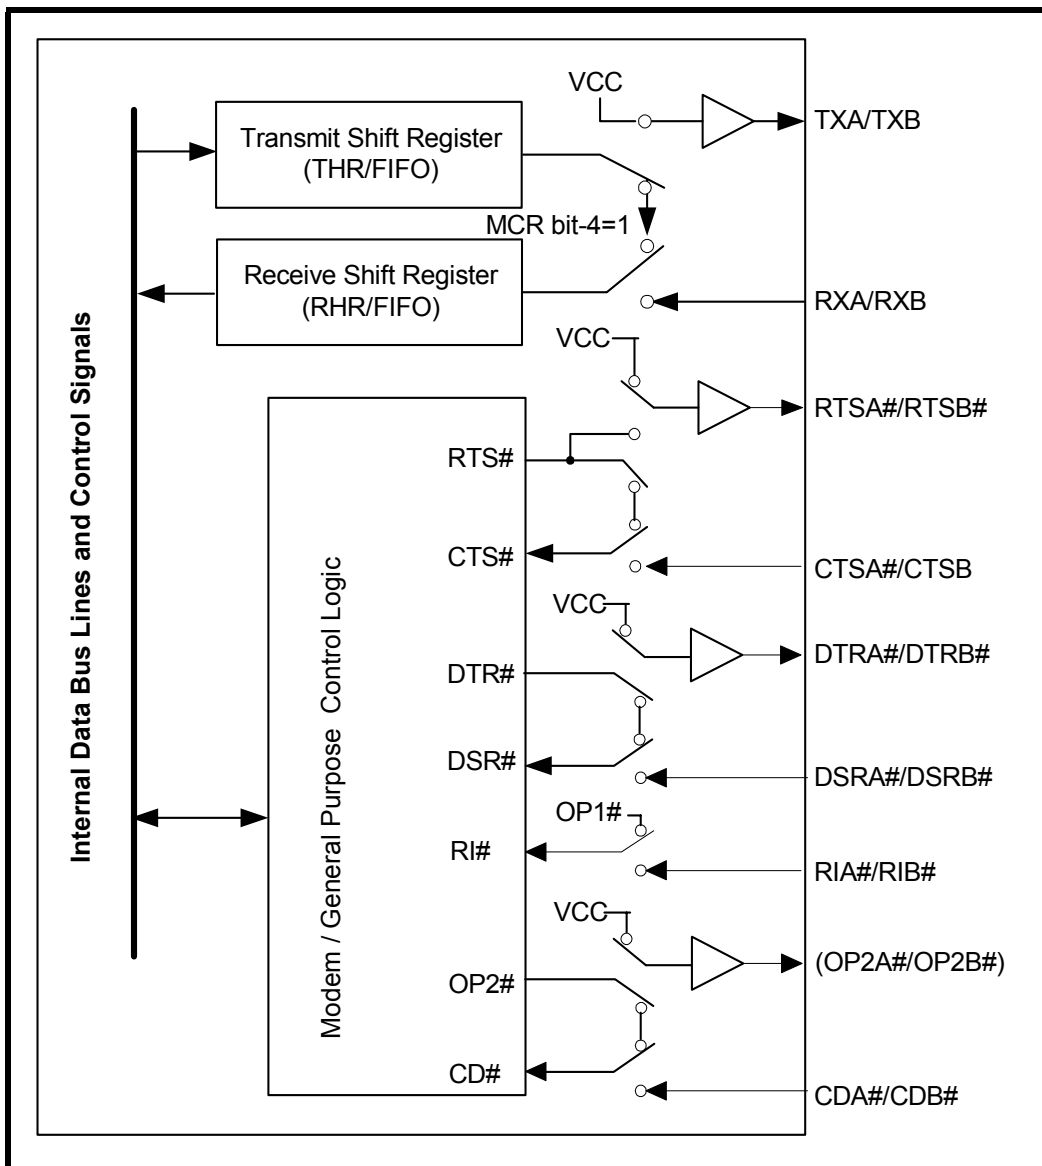 VCC
TXA/TXB
Transmit Shift Register
(THR/FIFO)
MCR bit-4=1
Receive Shift Register
(RHR/FIFO)
RXA/RXB
VCC
RTSA#/RTSB#
RTS#
CTS#
CTSA#/CTSB
VCC
DTRA#/DTRB#
DTR#
DSR#
DSRA#/DSRB#
OP1#
RI#
RIA#/RIB#
VCC
(OP2A#/OP2B#)
OP2#
CD#
CDA#/CDB#
Internal Data Bus Lines and Control Signals
Modem / General Purpose Control Logic